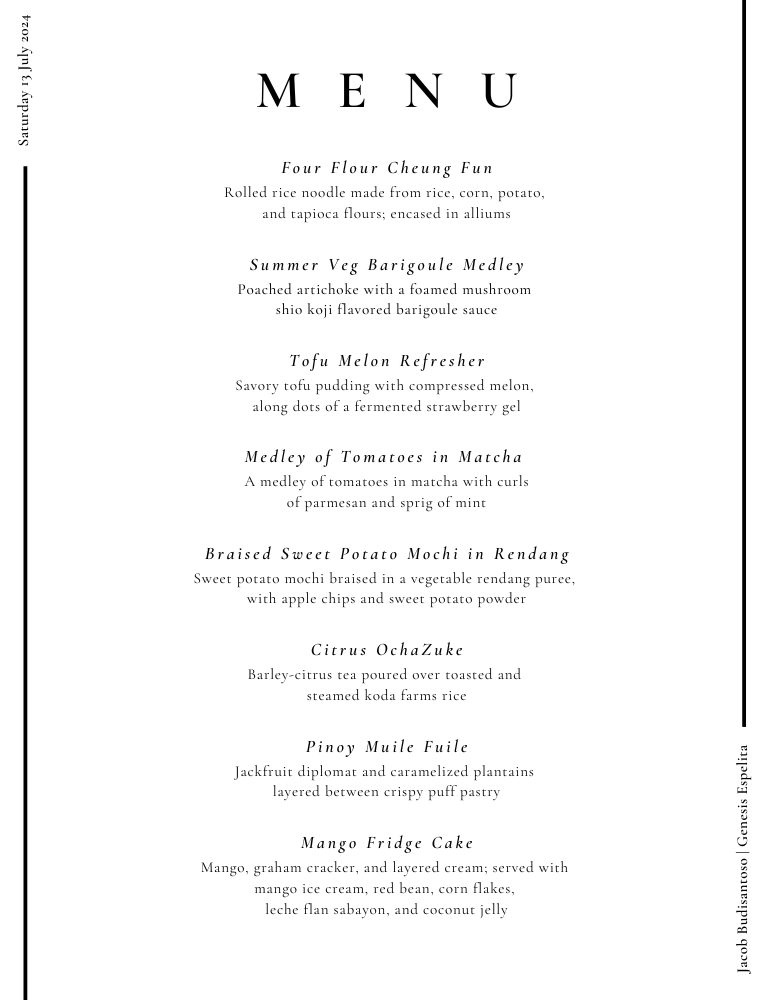 Saturday 13 July 2024
MENU
Four Flour Cheung Fun
Rolled rice noodle made from rice, corn, potato,
and tapioca flours; encased in alliums
Summer Veg Barigoule Medley
Poached artichoke with a foamed mushroom
shio koji flavored barigoule sauce
Tofu Melon Refresher
Savory tofu pudding with compressed melon,
along dots of a fermented strawberry gel
Medley of Tomatoes in Matcha
A medley of tomatoes in matcha with curls
of parmesan and sprig of mint
Braised Sweet Potato Mochi in Rendang
Sweet potato mochi braised in a vegetable rendang puree,
with apple chips and sweet potato powder
Citrus OchaZuke
Barley-citrus tea poured over toasted and
steamed koda farms rice
Pinoy Muile Fuile
Jackfruit diplomat and caramelized plantains
layered between crispy puff pastry
Mango Fridge Cake
Mango, graham cracker, and layered cream; served with
mango ice cream, red bean, corn flakes,
leche flan sabayon, and coconut jelly
Jacob Budisantoso | Genesis Espelita